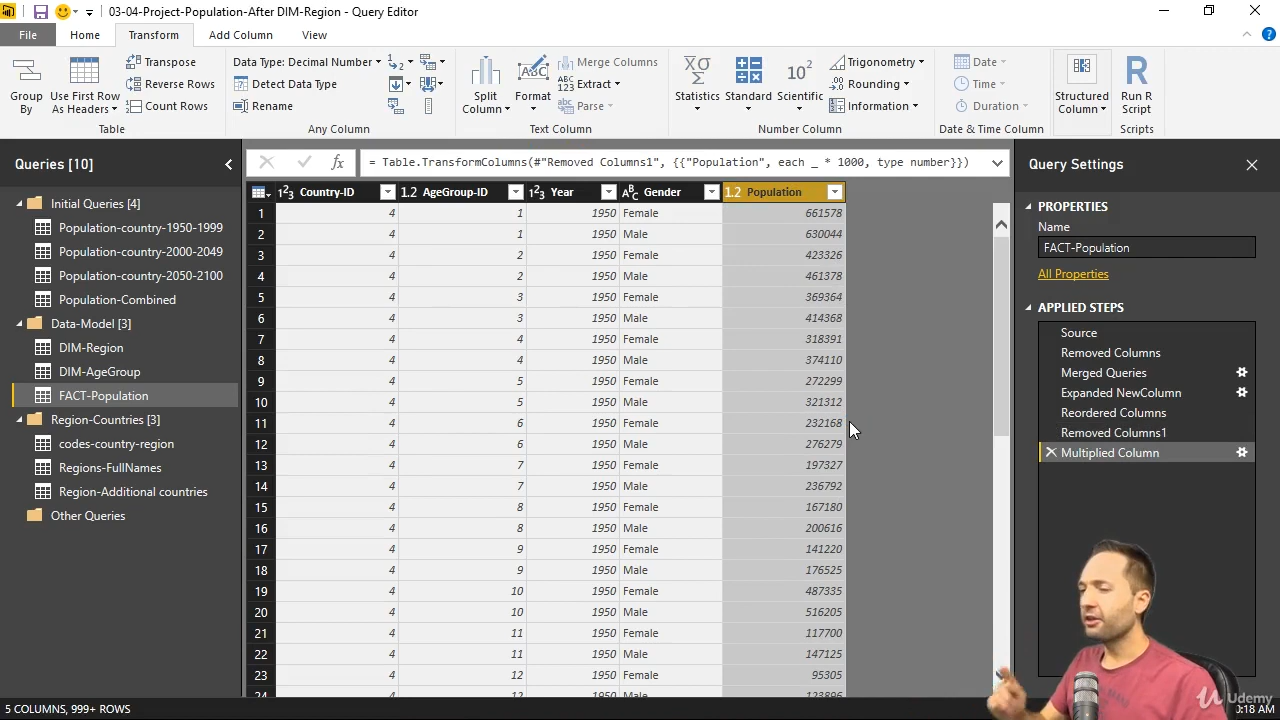 03-04-Project-Population-After DIM-Region - Query Editor
File Home Transform Add Column View
Group By
Use First Row As Headers
Transpose
Reverse Rows
Count Rows
Table
Data Type: Decimal Number
Detect Data Type
Rename
Any Column
Split Column
Format
Merge Columns
Extract
Parse
Text Column
Statistics
Standard
Scientific
Trigonometry
Rounding
Information
Number Column
Date
Time
Duration
Date & Time Column
Structured Column
Run R Script
Scripts
Queries [10]
Initial Queries [4]
Population-country-1950-1999
Population-country-2000-2049
Population-country-2050-2100
Population-Combined
Data-Model [3]
DIM-Region
DIM-AgeGroup
FACT-Population
Region-Countries [3]
codes-country-region
Regions-FullNames
Region-Additional countries
Other Queries
= Table.TransformColumns(#"Removed Columns1", {{"Population", each _ * 1000, type number}})
Country-ID AgeGroup-ID Year Gender Population
1 4 1 1950 Female 661578
2 4 1 1950 Male 630044
3 4 2 1950 Female 423326
4 4 2 1950 Male 461378
5 4 3 1950 Female 369364
6 4 3 1950 Male 414368
7 4 4 1950 Female 318391
8 4 4 1950 Male 374110
9 4 5 1950 Female 272299
10 4 5 1950 Male 321312
11 4 6 1950 Female 232168
12 4 6 1950 Male 276279
13 4 7 1950 Female 197327
14 4 7 1950 Male 236792
15 4 8 1950 Female 167180
16 4 8 1950 Male 200616
17 4 9 1950 Female 141220
18 4 9 1950 Male 176525
19 4 10 1950 Female 487335
20 4 10 1950 Male 516205
21 4 11 1950 Female 117700
22 4 11 1950 Male 147125
23 4 12 1950 Female 95305
24 4 12 1950 Male 123896
Query Settings
PROPERTIES
Name
FACT-Population
All Properties
APPLIED STEPS
Source
Removed Columns
Merged Queries
Expanded NewColumn
Reordered Columns
Removed Columns1
Multiplied Column
5 COLUMNS, 999+ ROWS
Udemy
:18 AM